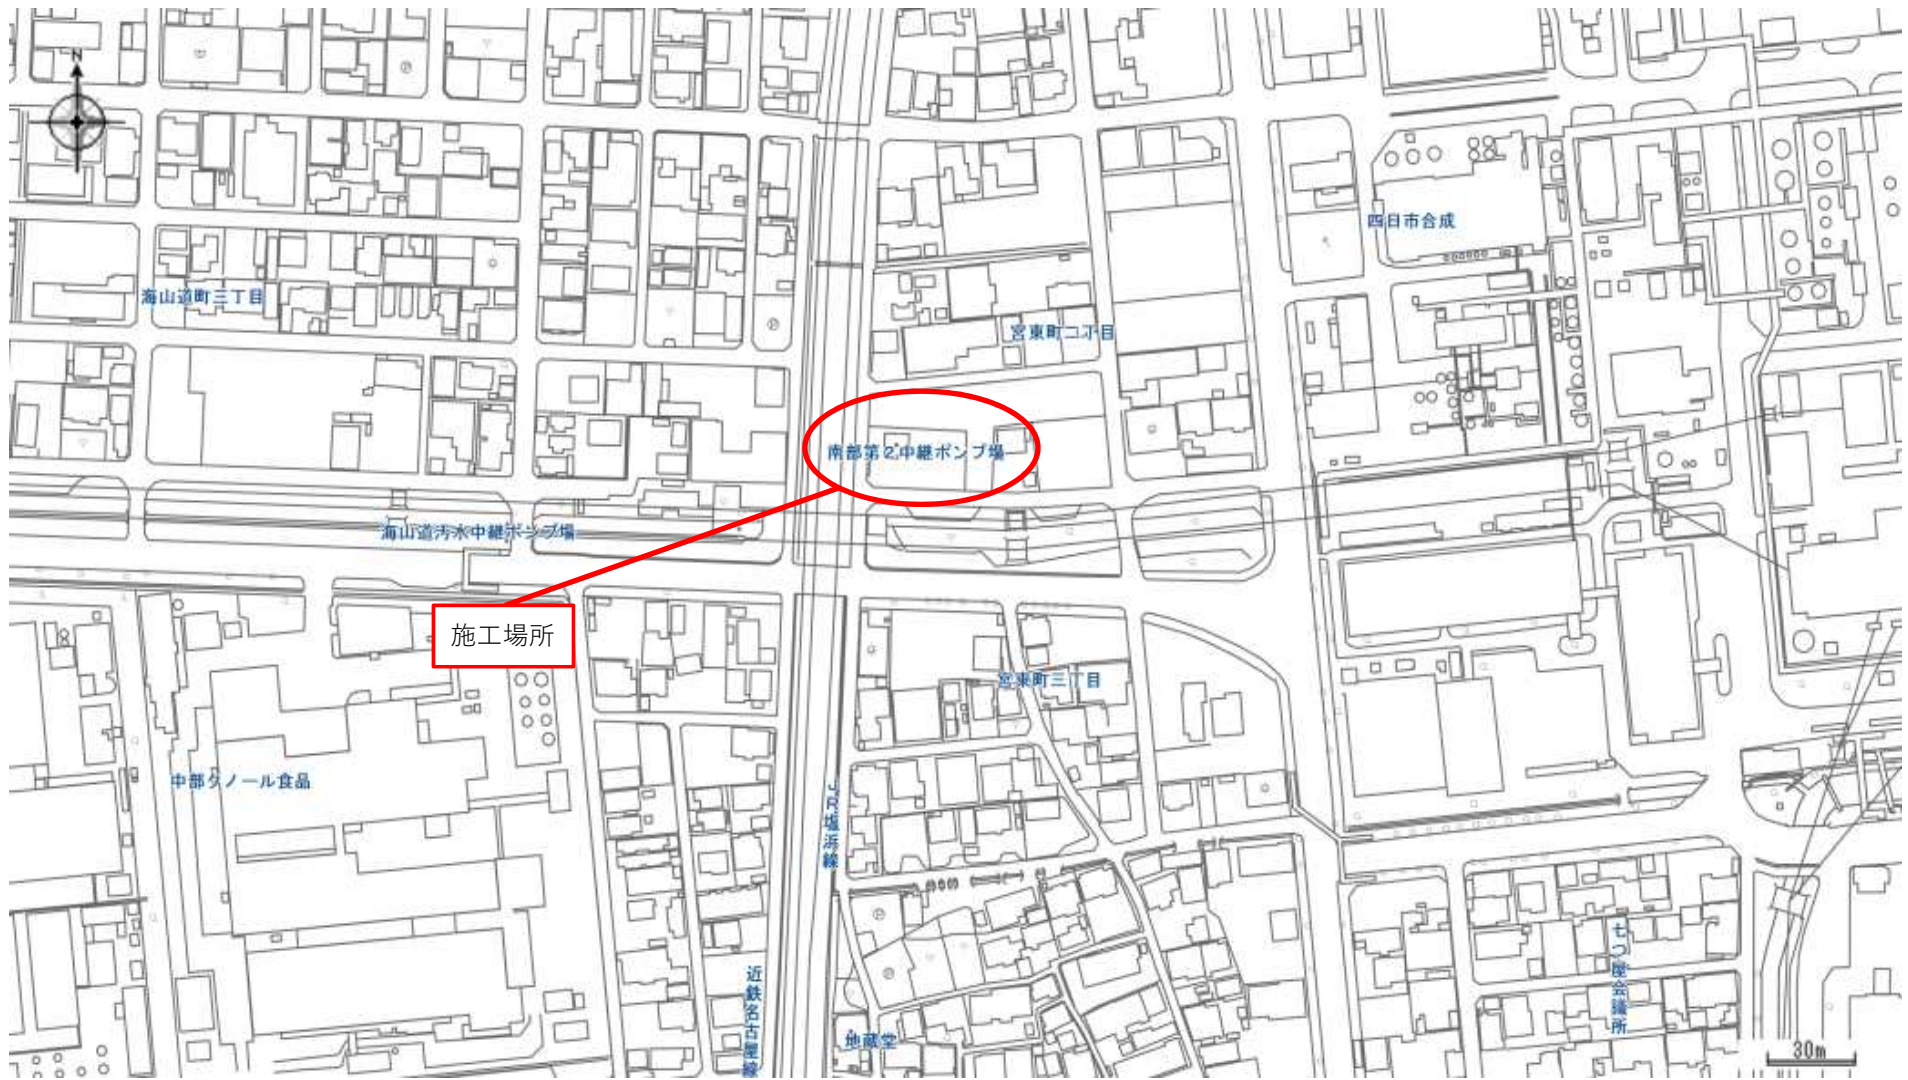 N
四日市合成
海山道町三丁目
宮東町二丁目
南部第2中継ポンプ場
海山道汚水中継ポンプ場
施工場所
宮東町三丁目
中部クノール食品
JR塩浜線
近鉄名古屋線
七つ屋会議所
地蔵堂
30m